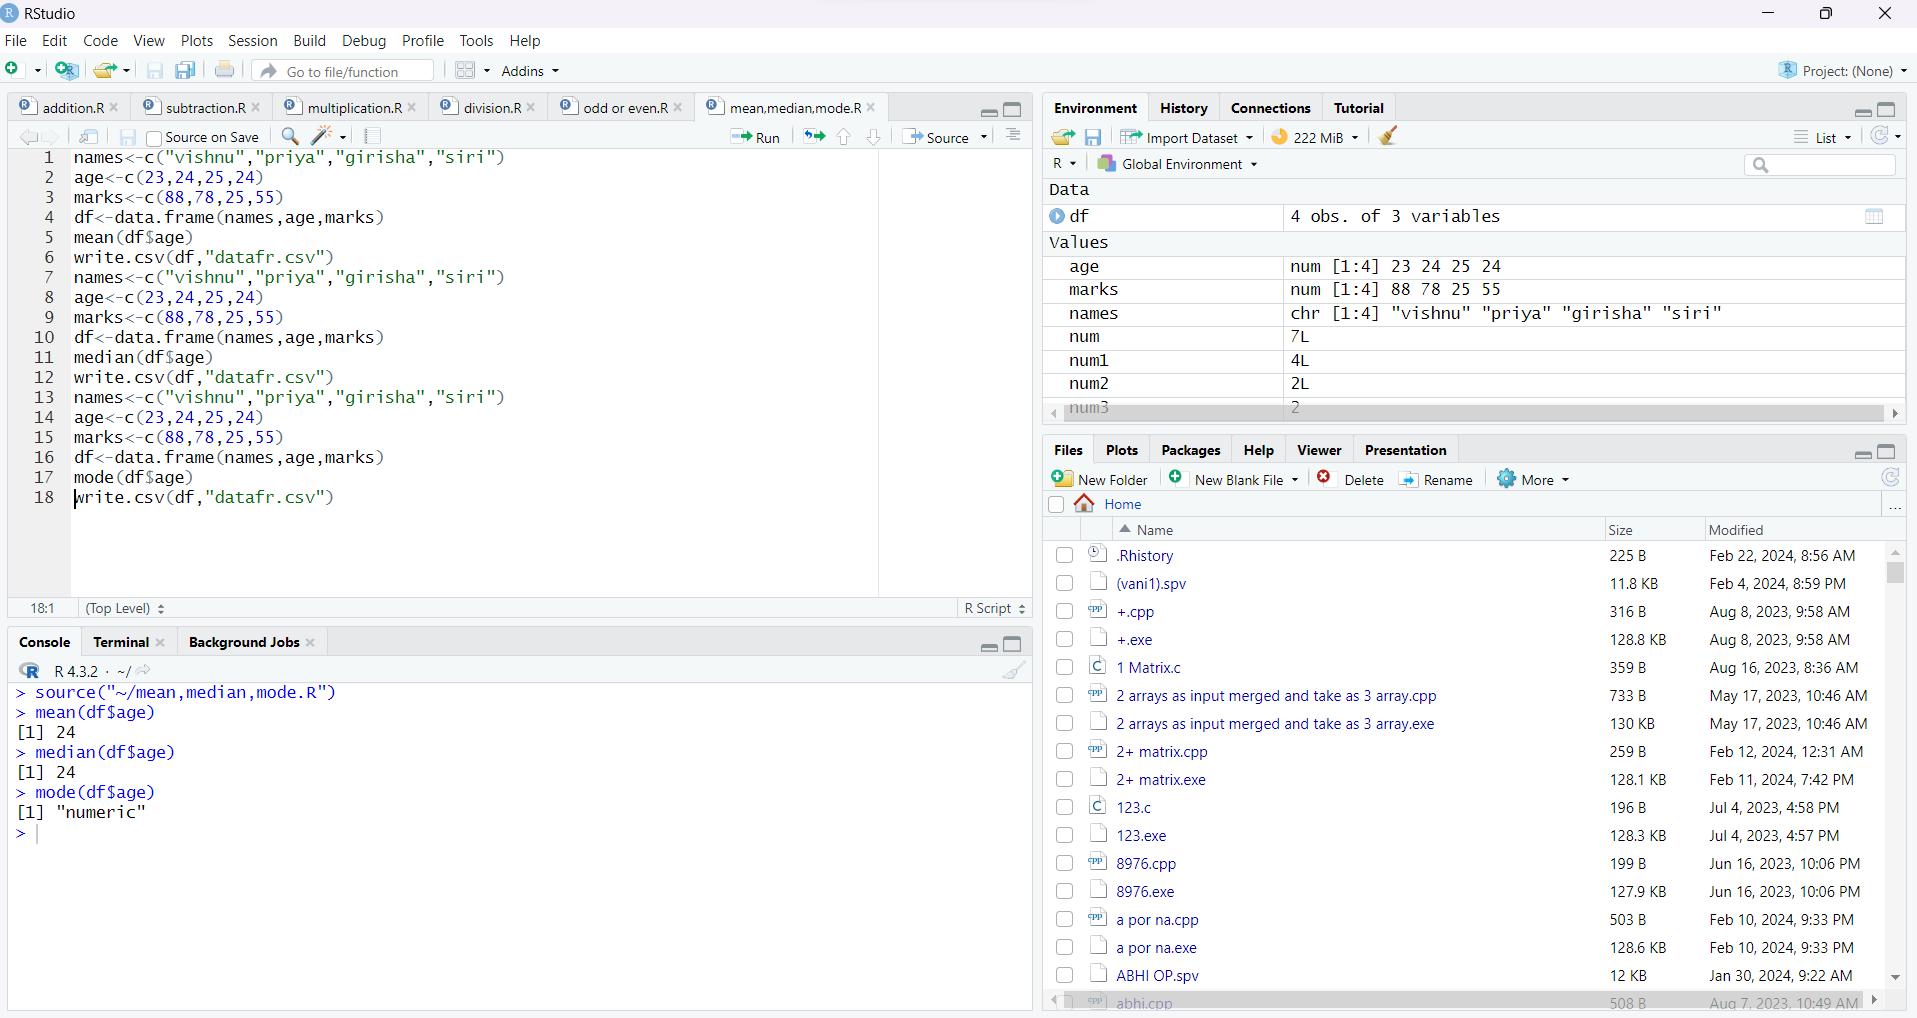 RStudio
File Edit Code View Plots Session Build Debug Profile Tools Help
Go to file/function Addins Project: (None)
addition.R subtraction.R multiplication.R division.R odd or even.R mean,median,mode.R
Source on Save Run Source
1 names<-c("vishnu","priya","girisha","siri")
2 age<-c(23,24,25,24)
3 marks<-c(88,78,25,55)
4 df<-data.frame(names,age,marks)
5 mean(df$age)
6 write.csv(df,"datafr.csv")
7 names<-c("vishnu","priya","girisha","siri")
8 age<-c(23,24,25,24)
9 marks<-c(88,78,25,55)
10 df<-data.frame(names,age,marks)
11 median(df$age)
12 write.csv(df,"datafr.csv")
13 names<-c("vishnu","priya","girisha","siri")
14 age<-c(23,24,25,24)
15 marks<-c(88,78,25,55)
16 df<-data.frame(names,age,marks)
17 mode(df$age)
18 write.csv(df,"datafr.csv")
18:1 (Top Level) R Script
Console Terminal Background Jobs
R 4.3.2 · ~/
> source("~/mean,median,mode.R")
> mean(df$age)
[1] 24
> median(df$age)
[1] 24
> mode(df$age)
[1] "numeric"
>
Environment History Connections Tutorial
Import Dataset 222 MiB List
R Global Environment
Data
df 4 obs. of 3 variables
Values
age num [1:4] 23 24 25 24
marks num [1:4] 88 78 25 55
names chr [1:4] "vishnu" "priya" "girisha" "siri"
num 7L
num1 4L
num2 2L
num3 2
Files Plots Packages Help Viewer Presentation
New Folder New Blank File Delete Rename More
Home ...
Name Size Modified
.Rhistory 225 B Feb 22, 2024, 8:56 AM
(vani1).spv 11.8 KB Feb 4, 2024, 8:59 PM
+.cpp 316 B Aug 8, 2023, 9:58 AM
+.exe 128.8 KB Aug 8, 2023, 9:58 AM
1 Matrix.c 359 B Aug 16, 2023, 8:36 AM
2 arrays as input merged and take as 3 array.cpp 733 B May 17, 2023, 10:46 AM
2 arrays as input merged and take as 3 array.exe 130 KB May 17, 2023, 10:46 AM
2+ matrix.cpp 259 B Feb 12, 2024, 12:31 AM
2+ matrix.exe 128.1 KB Feb 11, 2024, 7:42 PM
123.c 196 B Jul 4, 2023, 4:58 PM
123.exe 128.3 KB Jul 4, 2023, 4:57 PM
8976.cpp 199 B Jun 16, 2023, 10:06 PM
8976.exe 127.9 KB Jun 16, 2023, 10:06 PM
a por na.cpp 503 B Feb 10, 2024, 9:33 PM
a por na.exe 128.6 KB Feb 10, 2024, 9:33 PM
ABHI OP.spv 12 KB Jan 30, 2024, 9:22 AM
abhi.cpp 508 B Aug 7, 2023, 10:49 AM